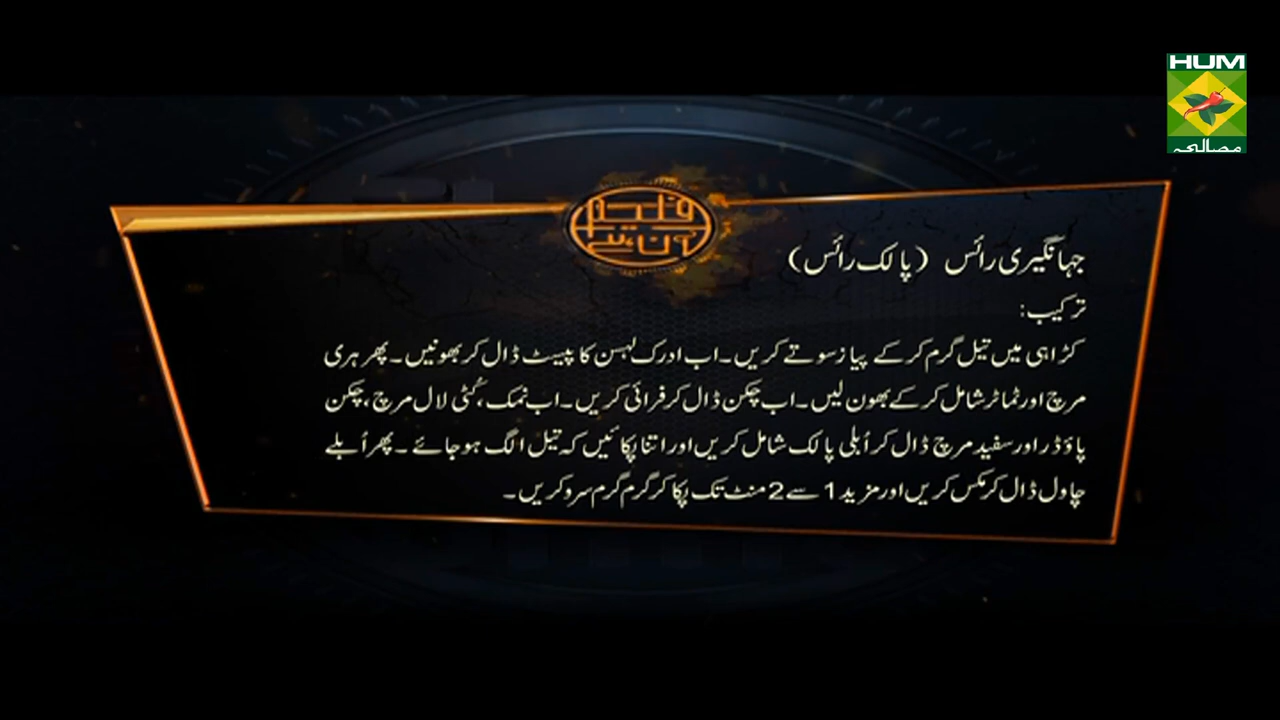 HUM
مصالحہ
جہانگیری رائس (پالک رائس)
ترکیب:
کڑاہی میں تیل گرم کر کے پیاز سوتے کریں۔ اب ادرک لہسن کا پیسٹ ڈال کر بھونیں۔ پھر ہری
مرچ اور ٹماٹر شامل کر کے بھون لیں۔ اب چکن ڈال کر فرائی کریں۔ اب نمک، کُٹی لال مرچ، چکن
پاؤڈر اور سفید مرچ ڈال کر اُبلی پالک شامل کریں اور اتنا پکائیں کہ تیل الگ ہو جائے۔ پھر اُبلے
چاول ڈال کر مکس کریں اور مزید 1 سے 2 منٹ تک پکا کر گرم گرم سرو کریں۔